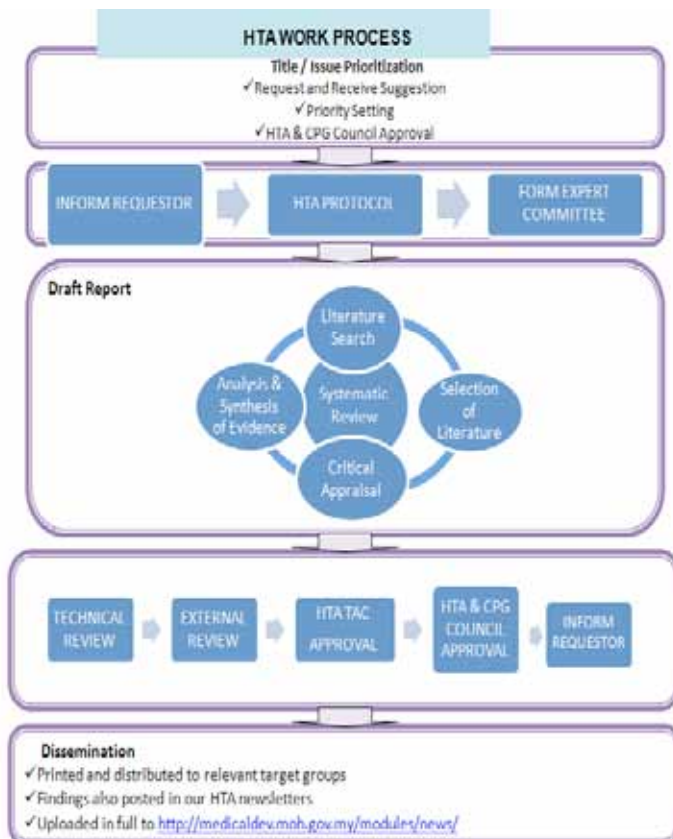 HTA WORK PROCESS
Title / Issue Prioritization
✓Request and Receive Suggestion
✓Priority Setting
✓HTA & CPG Council Approval
INFORM REQUESTOR
HTA PROTOCOL
FORM EXPERT
COMMITTEE
Draft Report
Literature
Search
Analysis &
Synthesis
of Evidence
Systematic
Review
Selection
of
Literature
Critical
Appraisal
TECHNICAL
REVIEW
EXTERNAL
REVIEW
HTA TAC
APPROVAL
HTA & CPG
COUNCIL
APPROVAL
INFORM
REQUESTOR
Dissemination
✓Printed and distributed to relevant target groups
✓Findings also posted in our HTA newsletters
✓Uploaded in full to http://medicaldev.moh.gov.my/modules/news/